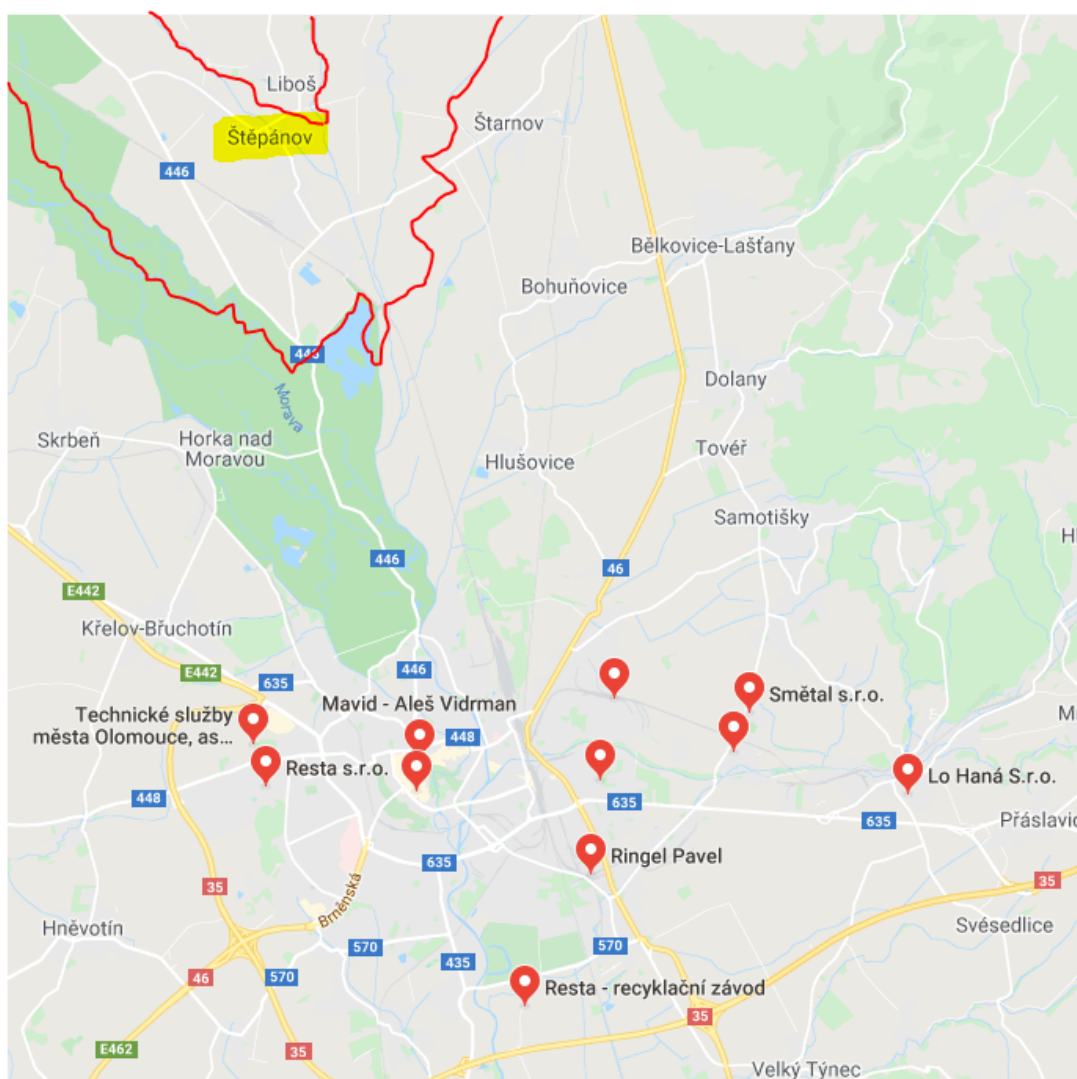 Liboš
Štěpánov
Štarnov
446
Bělkovice-Lašťany
Bohuňovice
446
Dolany
Morava
Skrbeň
Horka nad
Moravou
Tovéř
Hlušovice
Samotišky
446
46
E442
Křelov-Břuchotín
E442
635
446
Mavid - Aleš Vidrman
Smětal s.r.o.
Technické služby
města Olomouce, as...
448
Resta s.r.o.
Lo Haná S.r.o.
448
635
635
Přáslavic
635
Ringel Pavel
35
35
Brněnská
Hněvotín
Svésedlice
570
435
570
46
570
Resta - recyklační závod
35
E462
35
Velký Týnec